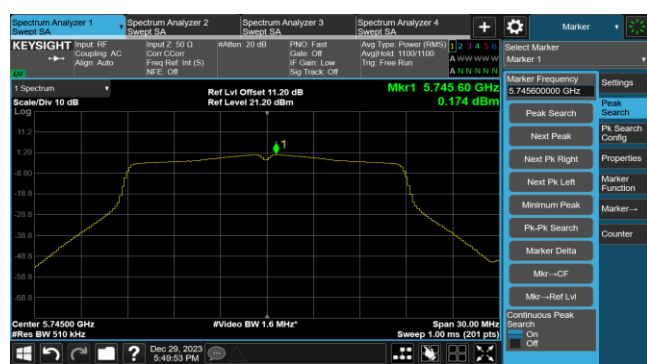 Spectrum Analyzer 1
Swept SA
Spectrum Analyzer 2
Swept SA
Spectrum Analyzer 3
Swept SA
Spectrum Analyzer 4
Swept SA
+
Marker
KEYSIGHT
Input: RF
Coupling: AC
Align: Auto
Input Z: 50 Ω
Corr CCorr
Freq Ref: Int (S)
NFE: Off
#Atten: 20 dB
PNO: Fast
Gate: Off
IF Gain: Low
Sig Track: Off
Avg Type: Power (RMS)
Avg|Hold: 1100/1100
Trig: Free Run
1 2 3 4 5 6
A W W W W W
A N N N N N
Select Marker
Marker 1
1 Spectrum
Scale/Div 10 dB
Log
Ref Lvl Offset 11.20 dB
Ref Level 21.20 dBm
Mkr1 5.745 60 GHz
0.174 dBm
11.2
1.20
-8.80
-18.8
-28.8
-38.8
-48.8
-58.8
-68.8
1
Center 5.74500 GHz
#Res BW 510 kHz
#Video BW 1.6 MHz*
Span 30.00 MHz
Sweep 1.00 ms (201 pts)
Marker Frequency
5.745600000 GHz
Peak Search
Next Peak
Next Pk Right
Next Pk Left
Minimum Peak
Pk-Pk Search
Marker Delta
Mkr→CF
Mkr→Ref Lvl
Continuous Peak
Search
On
Off
Settings
Peak
Search
Pk Search
Config
Properties
Marker
Function
Marker→
Counter
?
Dec 29, 2023
5:49:53 PM